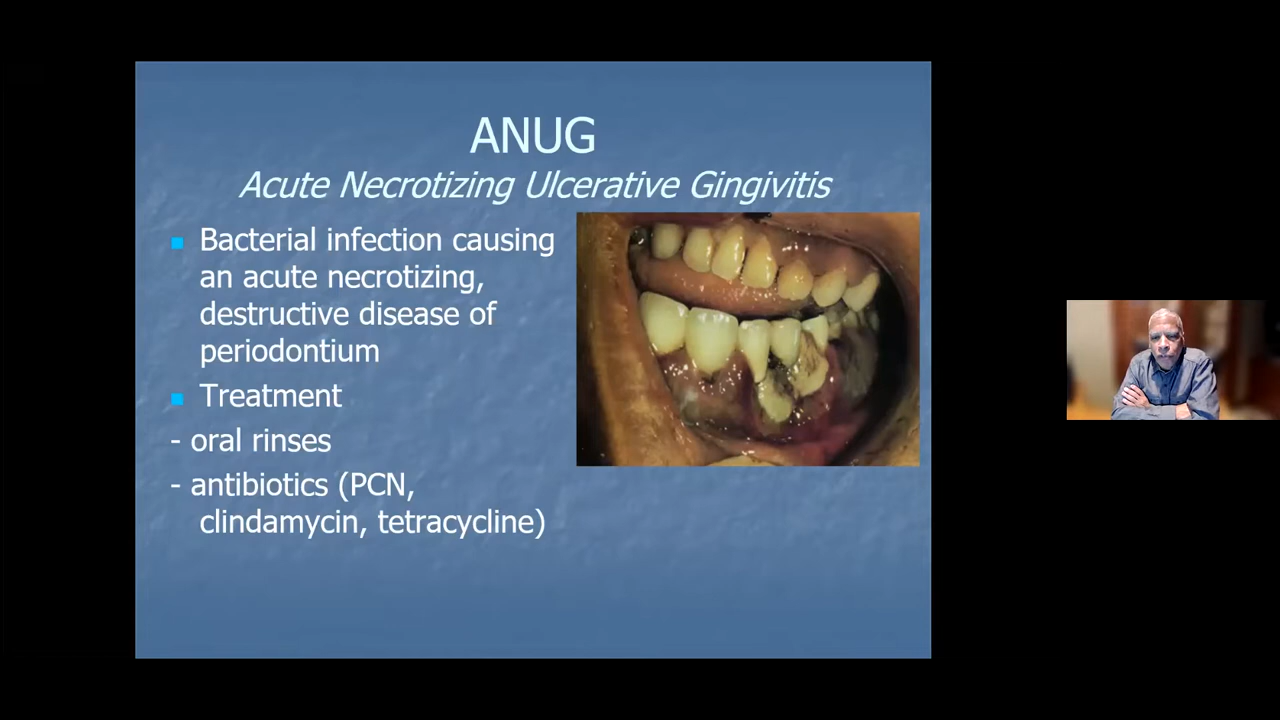 ANUG
Acute Necrotizing Ulcerative Gingivitis
Bacterial infection causing
an acute necrotizing,
destructive disease of
periodontium
Treatment
- oral rinses
- antibiotics (PCN,
clindamycin, tetracycline)